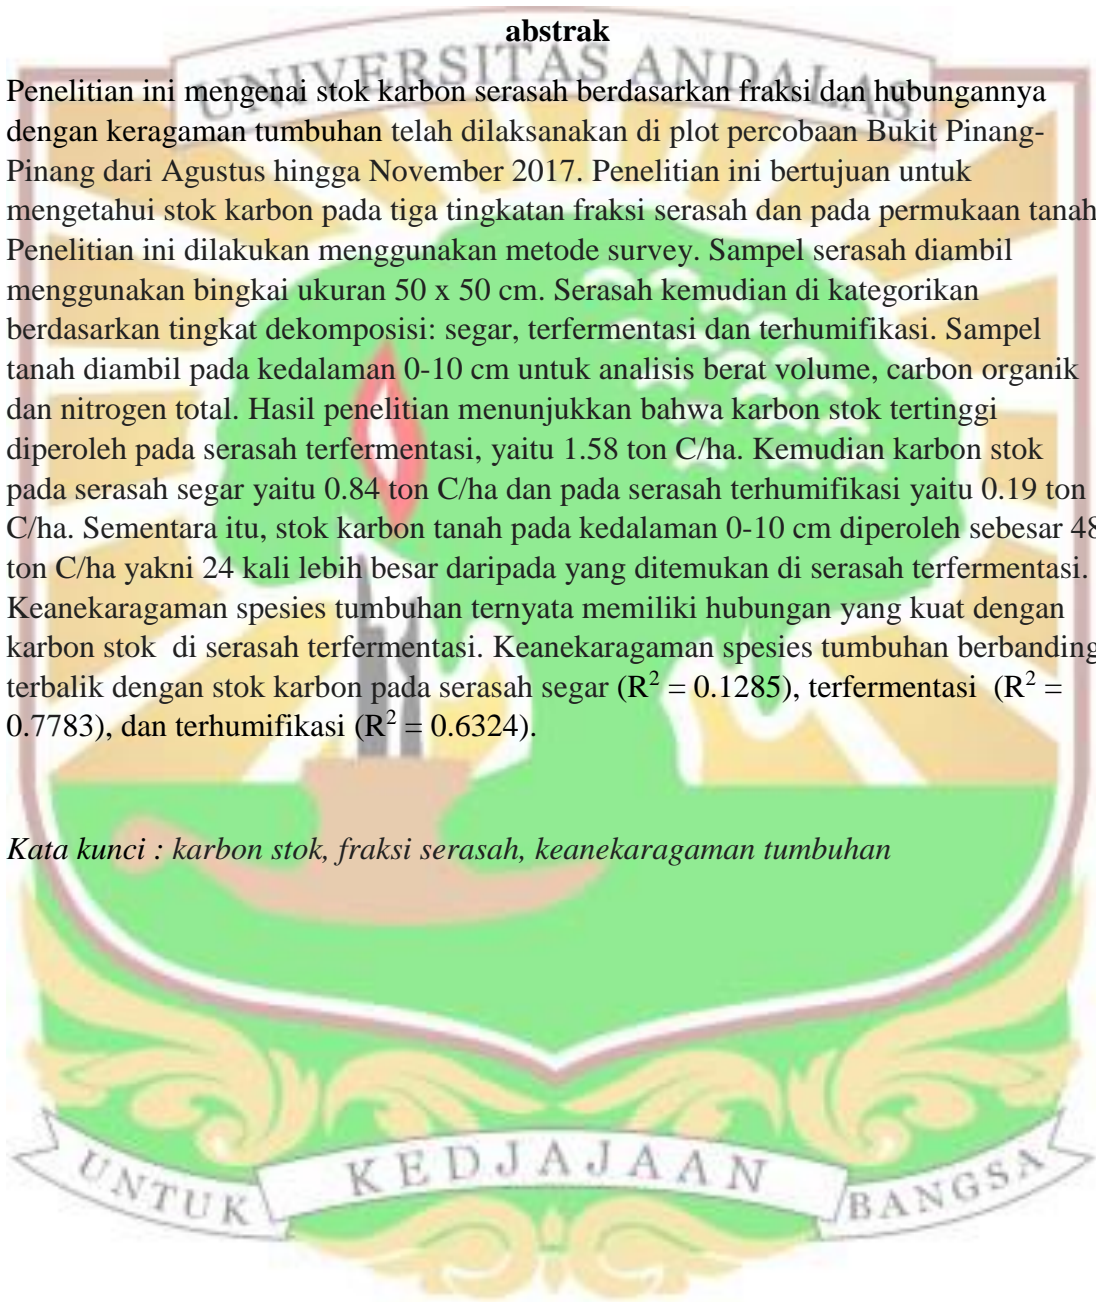 abstrak
UNIVERSITAS ANDALAS
Penelitian ini mengenai stok karbon serasah berdasarkan fraksi dan hubungannya
dengan keragaman tumbuhan telah dilaksanakan di plot percobaan Bukit Pinang-
Pinang dari Agustus hingga November 2017. Penelitian ini bertujuan untuk
mengetahui stok karbon pada tiga tingkatan fraksi serasah dan pada permukaan tanah
Penelitian ini dilakukan menggunakan metode survey. Sampel serasah diambil
menggunakan bingkai ukuran 50 x 50 cm. Serasah kemudian di kategorikan
berdasarkan tingkat dekomposisi: segar, terfermentasi dan terhumifikasi. Sampel
tanah diambil pada kedalaman 0-10 cm untuk analisis berat volume, carbon organik
dan nitrogen total. Hasil penelitian menunjukkan bahwa karbon stok tertinggi
diperoleh pada serasah terfermentasi, yaitu 1.58 ton C/ha. Kemudian karbon stok
pada serasah segar yaitu 0.84 ton C/ha dan pada serasah terhumifikasi yaitu 0.19 ton
C/ha. Sementara itu, stok karbon tanah pada kedalaman 0-10 cm diperoleh sebesar 48
ton C/ha yakni 24 kali lebih besar daripada yang ditemukan di serasah terfermentasi.
Keanekaragaman spesies tumbuhan ternyata memiliki hubungan yang kuat dengan
karbon stok di serasah terfermentasi. Keanekaragaman spesies tumbuhan berbanding
terbalik dengan stok karbon pada serasah segar (R² = 0.1285), terfermentasi (R² =
0.7783), dan terhumifikasi (R² = 0.6324).
Kata kunci : karbon stok, fraksi serasah, keanekaragaman tumbuhan
UNTUK KEDJAJAAN BANGSA